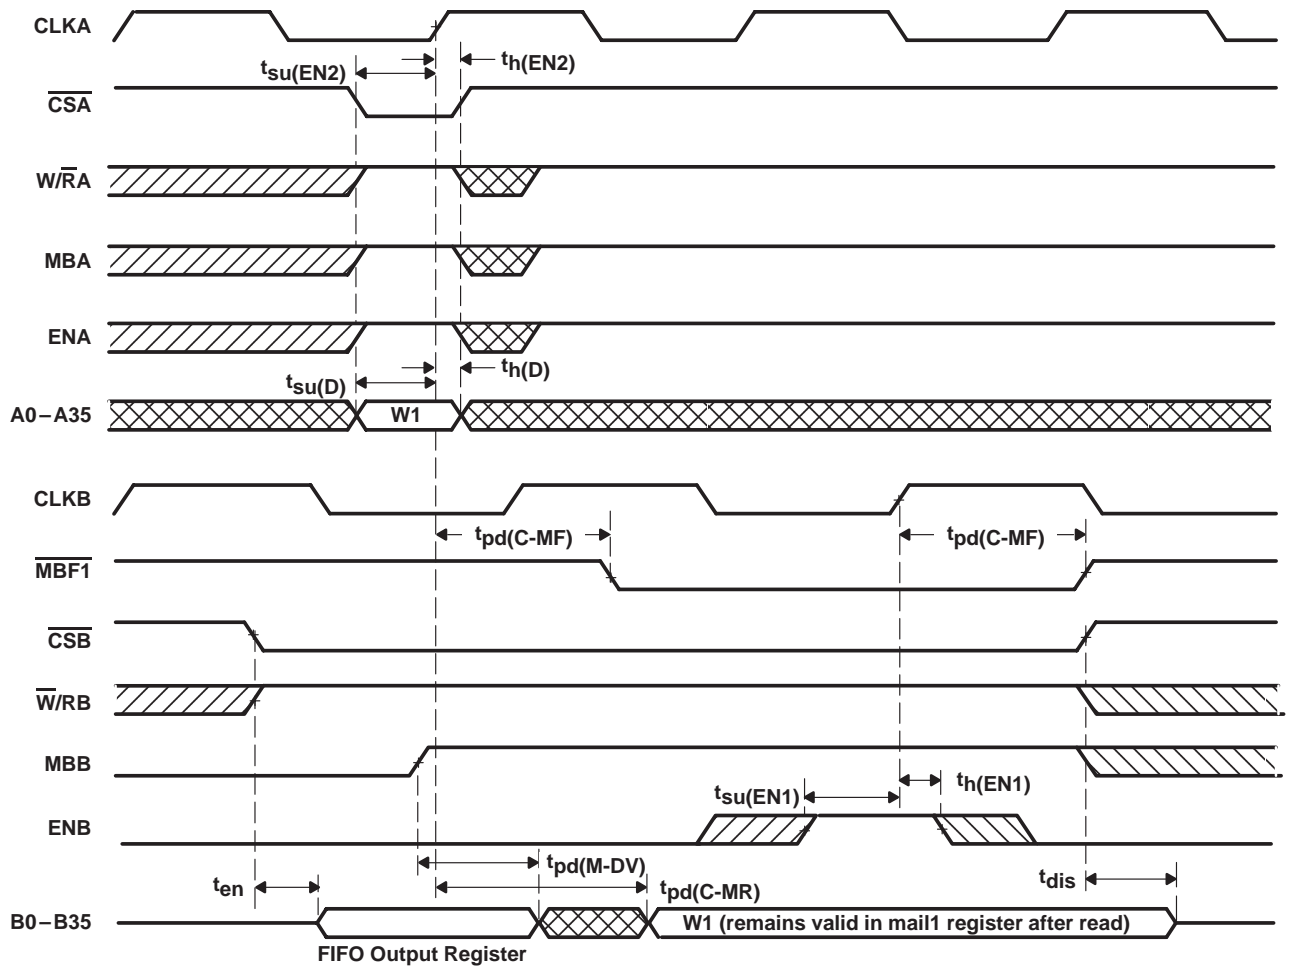 CLKA
th(EN2)
tsu(EN2)
CSA
W/RA
MBA
ENA
th(D)
tsu(D)
A0–A35
W1
CLKB
tpd(C-MF)
tpd(C-MF)
MBF1
CSB
W/RB
MBB
th(EN1)
tsu(EN1)
ENB
tpd(M-DV)
ten
tdis
tpd(C-MR)
B0–B35
W1 (remains valid in mail1 register after read)
FIFO Output Register